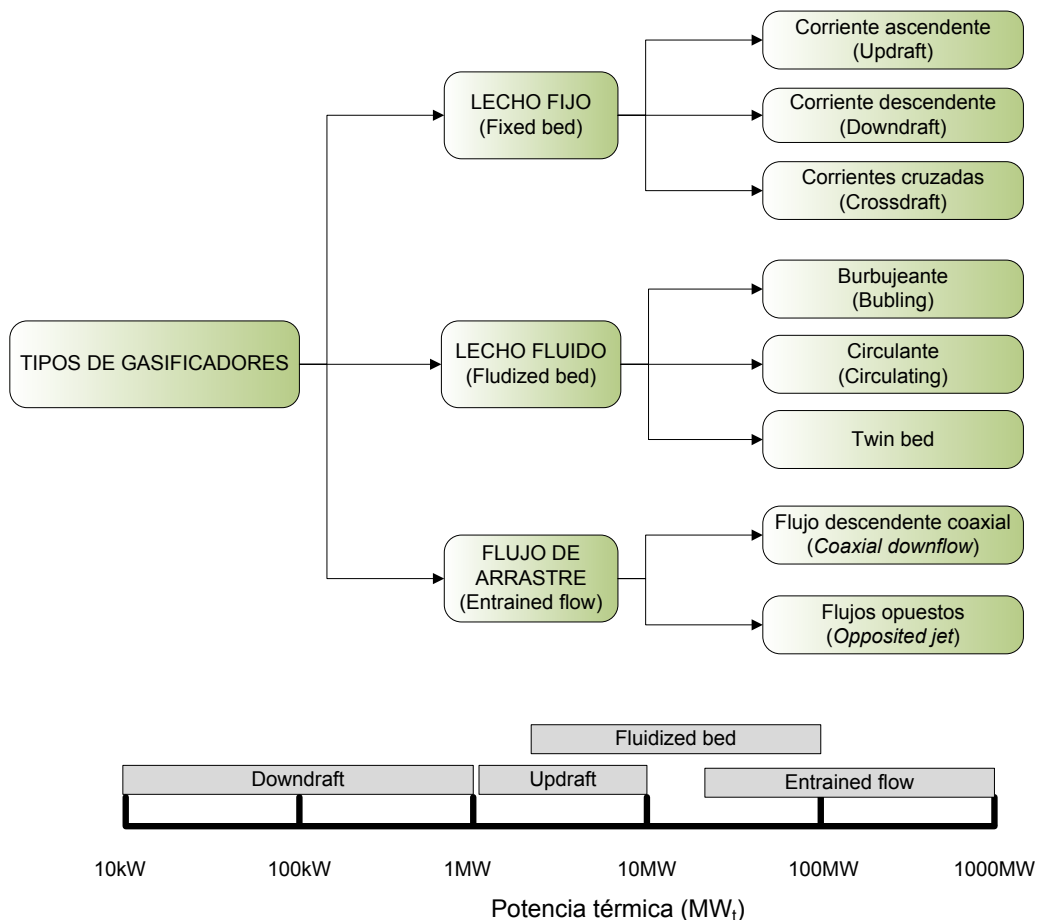 Corriente ascendente
(Updraft)
LECHO FIJO
(Fixed bed)
Corriente descendente
(Downdraft)
Corrientes cruzadas
(Crossdraft)
Burbujeante
(Bubling)
TIPOS DE GASIFICADORES
LECHO FLUIDO
(Fludized bed)
Circulante
(Circulating)
Twin bed
Flujo descendente coaxial
(Coaxial downflow)
FLUJO DE
ARRASTRE
(Entrained flow)
Flujos opuestos
(Opposited jet)
Fluidized bed
Downdraft
Updraft
Entrained flow
10kW 100kW 1MW 10MW 100MW 1000MW
Potencia térmica (MWt)